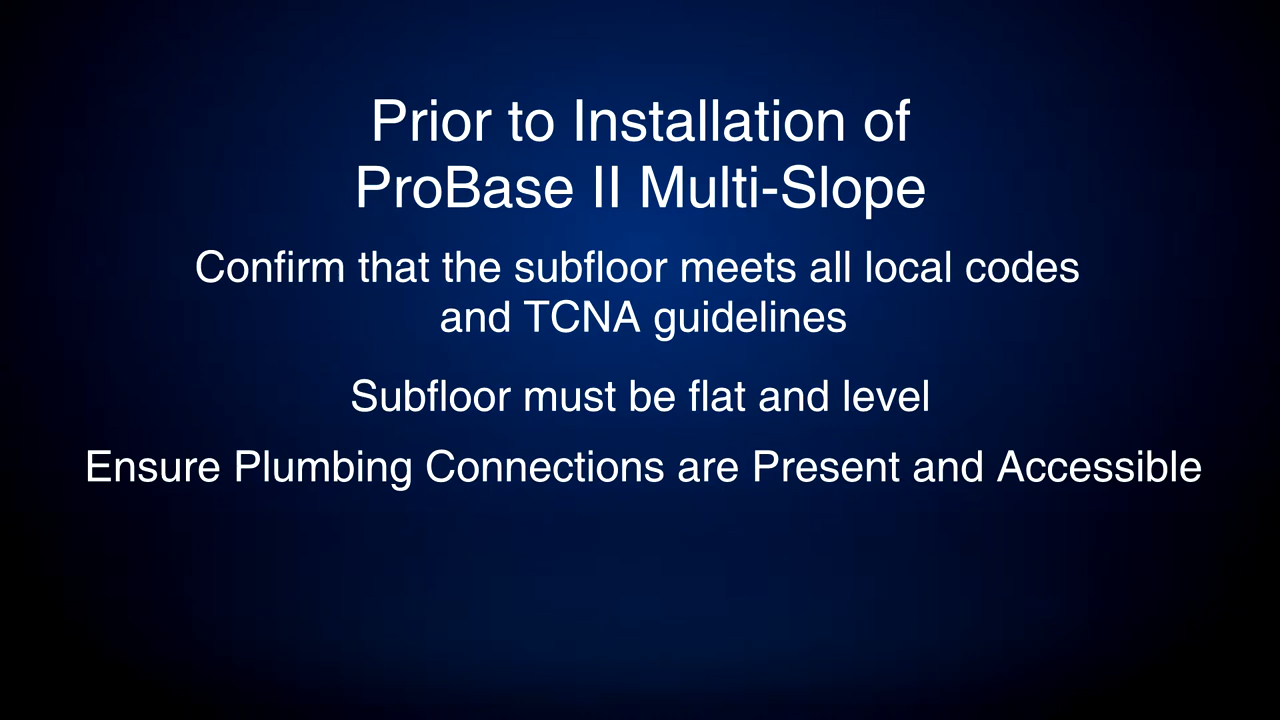 Prior to Installation of
ProBase II Multi-Slope
Confirm that the subfloor meets all local codes
and TCNA guidelines
Subfloor must be flat and level
Ensure Plumbing Connections are Present and Accessible